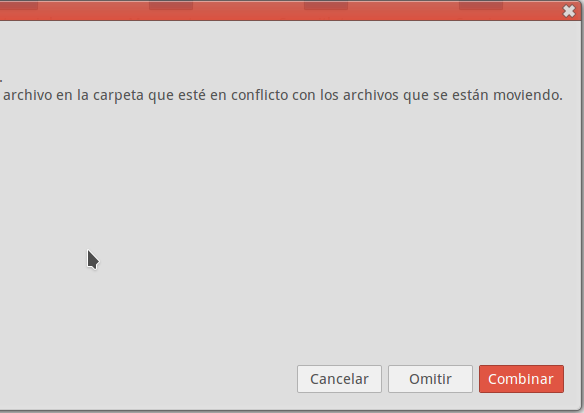 .
archivo en la carpeta que esté en conflicto con los archivos que se están moviendo.
Cancelar
Omitir
Combinar